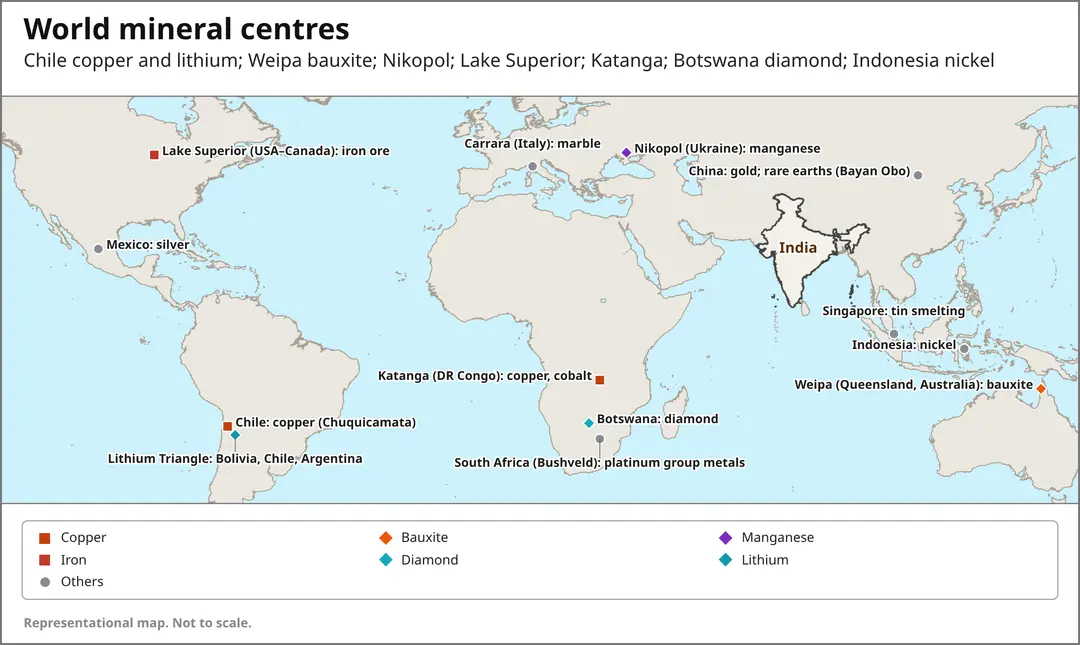 World mineral centres
Chile copper and lithium; Weipa bauxite; Nikopol; Lake Superior; Katanga; Botswana diamond; Indonesia nickel
Carrara (Italy): marble
Nikopol (Ukraine): manganese
Lake Superior (USA–Canada): iron ore
China: gold; rare earths (Bayan Obo)
Mexico: silver
India
Singapore: tin smelting
Indonesia: nickel
Katanga (DR Congo): copper, cobalt
Weipa (Queensland, Australia): bauxite
Chile: copper (Chuquicamata)
Botswana: diamond
Lithium Triangle: Bolivia, Chile, Argentina
South Africa (Bushveld): platinum group metals
Copper
Bauxite
Manganese
Iron
Diamond
Lithium
Others
Representational map. Not to scale.